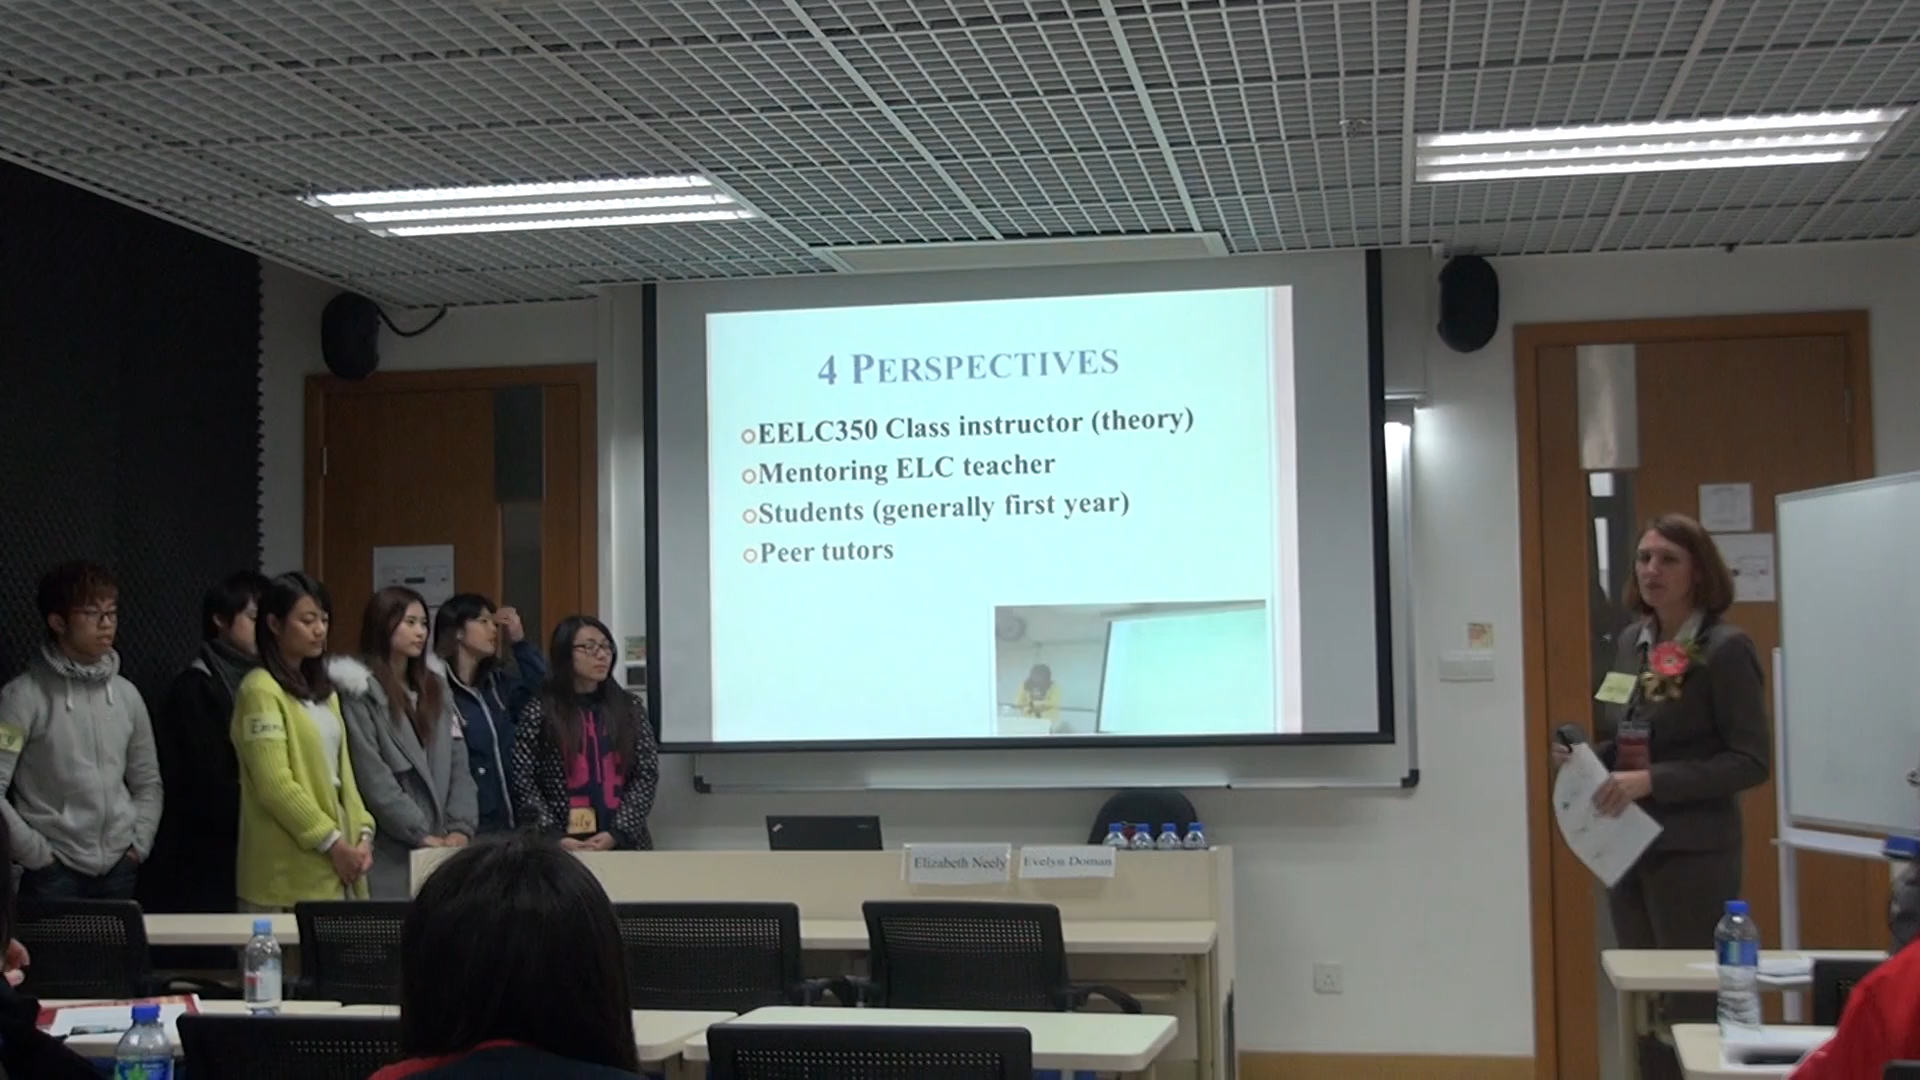 4 PERSPECTIVES
EELC350 Class instructor (theory)
Mentoring ELC teacher
Students (generally first year)
Peer tutors
Elizabeth Neely
Evelyn Doman